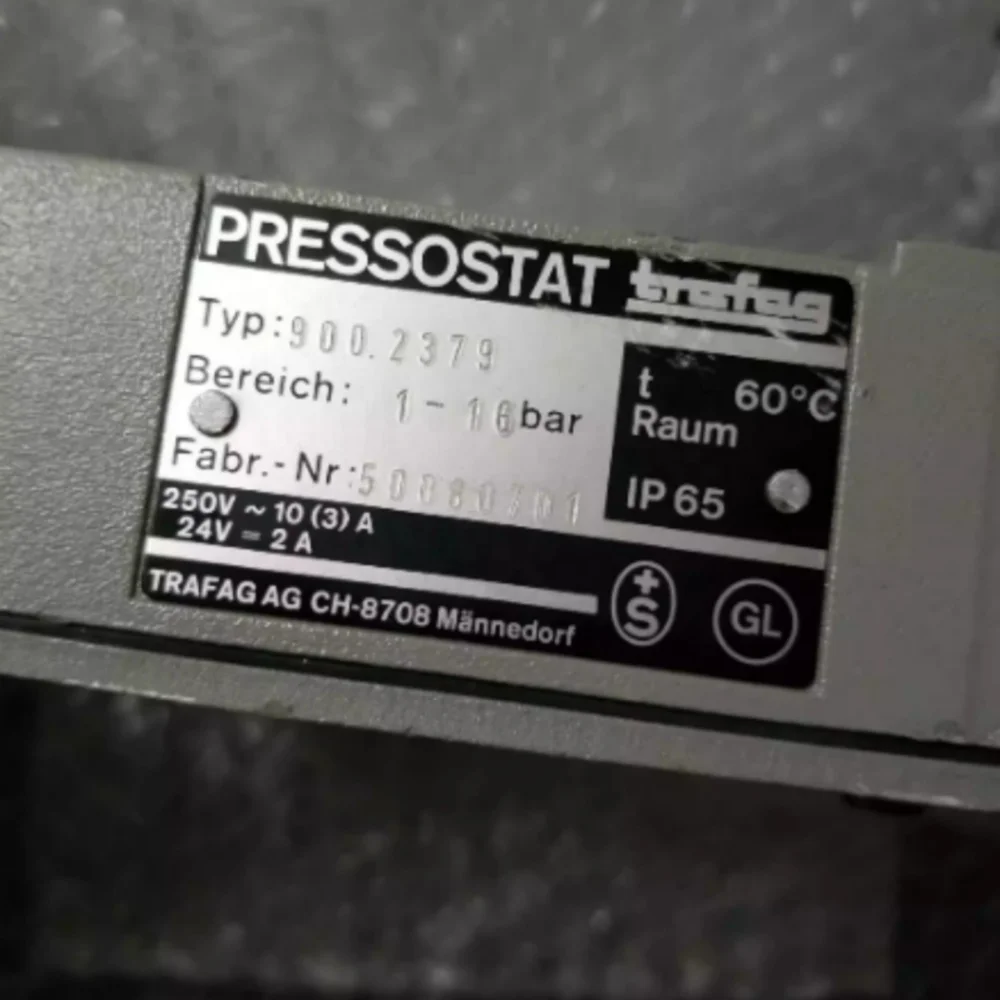 PRESSOSTAT trafag
Typ: 900.2379
Bereich: 1 - 16 bar
t 60°C
Raum
IP 65
Fabr.-Nr: 50080701
250V ~ 10 (3) A
24V = 2 A
TRAFAG AG CH-8708 Männedorf
+S
GL